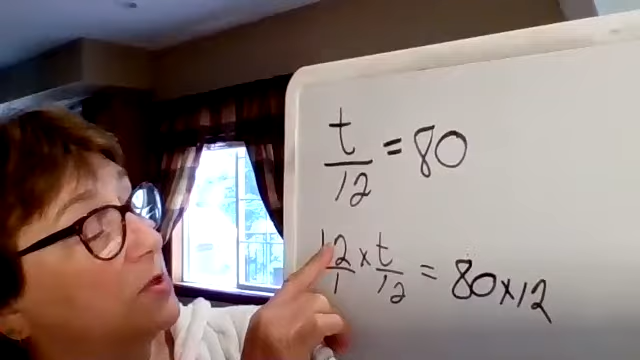 t/12 = 80
12/1 x t/12 = 80 x 12